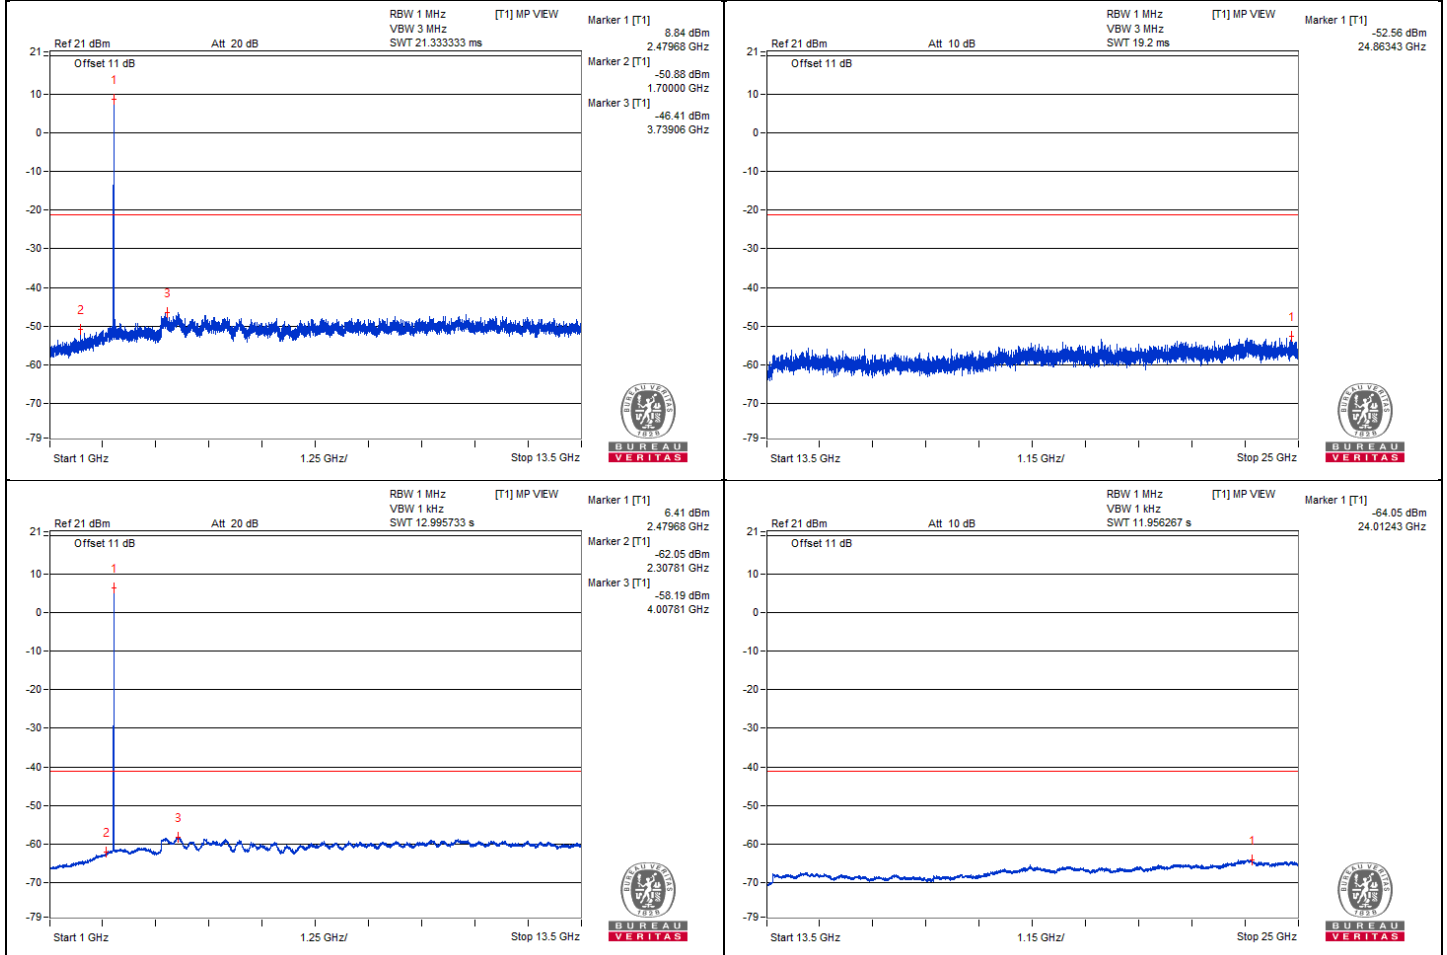 RBW 1 MHz [T1] MP VIEW
VBW 3 MHz
Ref 21 dBm Att 20 dB SWT 21.333333 ms
Marker 1 [T1]
8.84 dBm
2.47968 GHz
Marker 2 [T1]
-50.88 dBm
1.70000 GHz
Marker 3 [T1]
-46.41 dBm
3.73906 GHz
21
Offset 11 dB
1
10
0
-10
-20
-30
-40
2
3
-50
-60
-70
-79
Start 1 GHz 1.25 GHz/ Stop 13.5 GHz
BUREAU VERITAS
1828
BUREAU
VERITAS
RBW 1 MHz [T1] MP VIEW
VBW 3 MHz
Ref 21 dBm Att 10 dB SWT 19.2 ms
Marker 1 [T1]
-52.56 dBm
24.86343 GHz
21
Offset 11 dB
10
0
-10
-20
-30
-40
-50
1
-60
-70
-79
Start 13.5 GHz 1.15 GHz/ Stop 25 GHz
BUREAU VERITAS
1828
BUREAU
VERITAS
RBW 1 MHz [T1] MP VIEW
VBW 1 kHz
Ref 21 dBm Att 20 dB SWT 12.995733 s
Marker 1 [T1]
6.41 dBm
2.47968 GHz
Marker 2 [T1]
-62.05 dBm
2.30781 GHz
Marker 3 [T1]
-58.19 dBm
4.00781 GHz
21
Offset 11 dB
1
10
0
-10
-20
-30
-40
-50
3
2
-60
-70
-79
Start 1 GHz 1.25 GHz/ Stop 13.5 GHz
BUREAU VERITAS
1828
BUREAU
VERITAS
RBW 1 MHz [T1] MP VIEW
VBW 1 kHz
Ref 21 dBm Att 10 dB SWT 11.956267 s
Marker 1 [T1]
-64.05 dBm
24.01243 GHz
21
Offset 11 dB
10
0
-10
-20
-30
-40
-50
1
-60
-70
-79
Start 13.5 GHz 1.15 GHz/ Stop 25 GHz
BUREAU VERITAS
1828
BUREAU
VERITAS